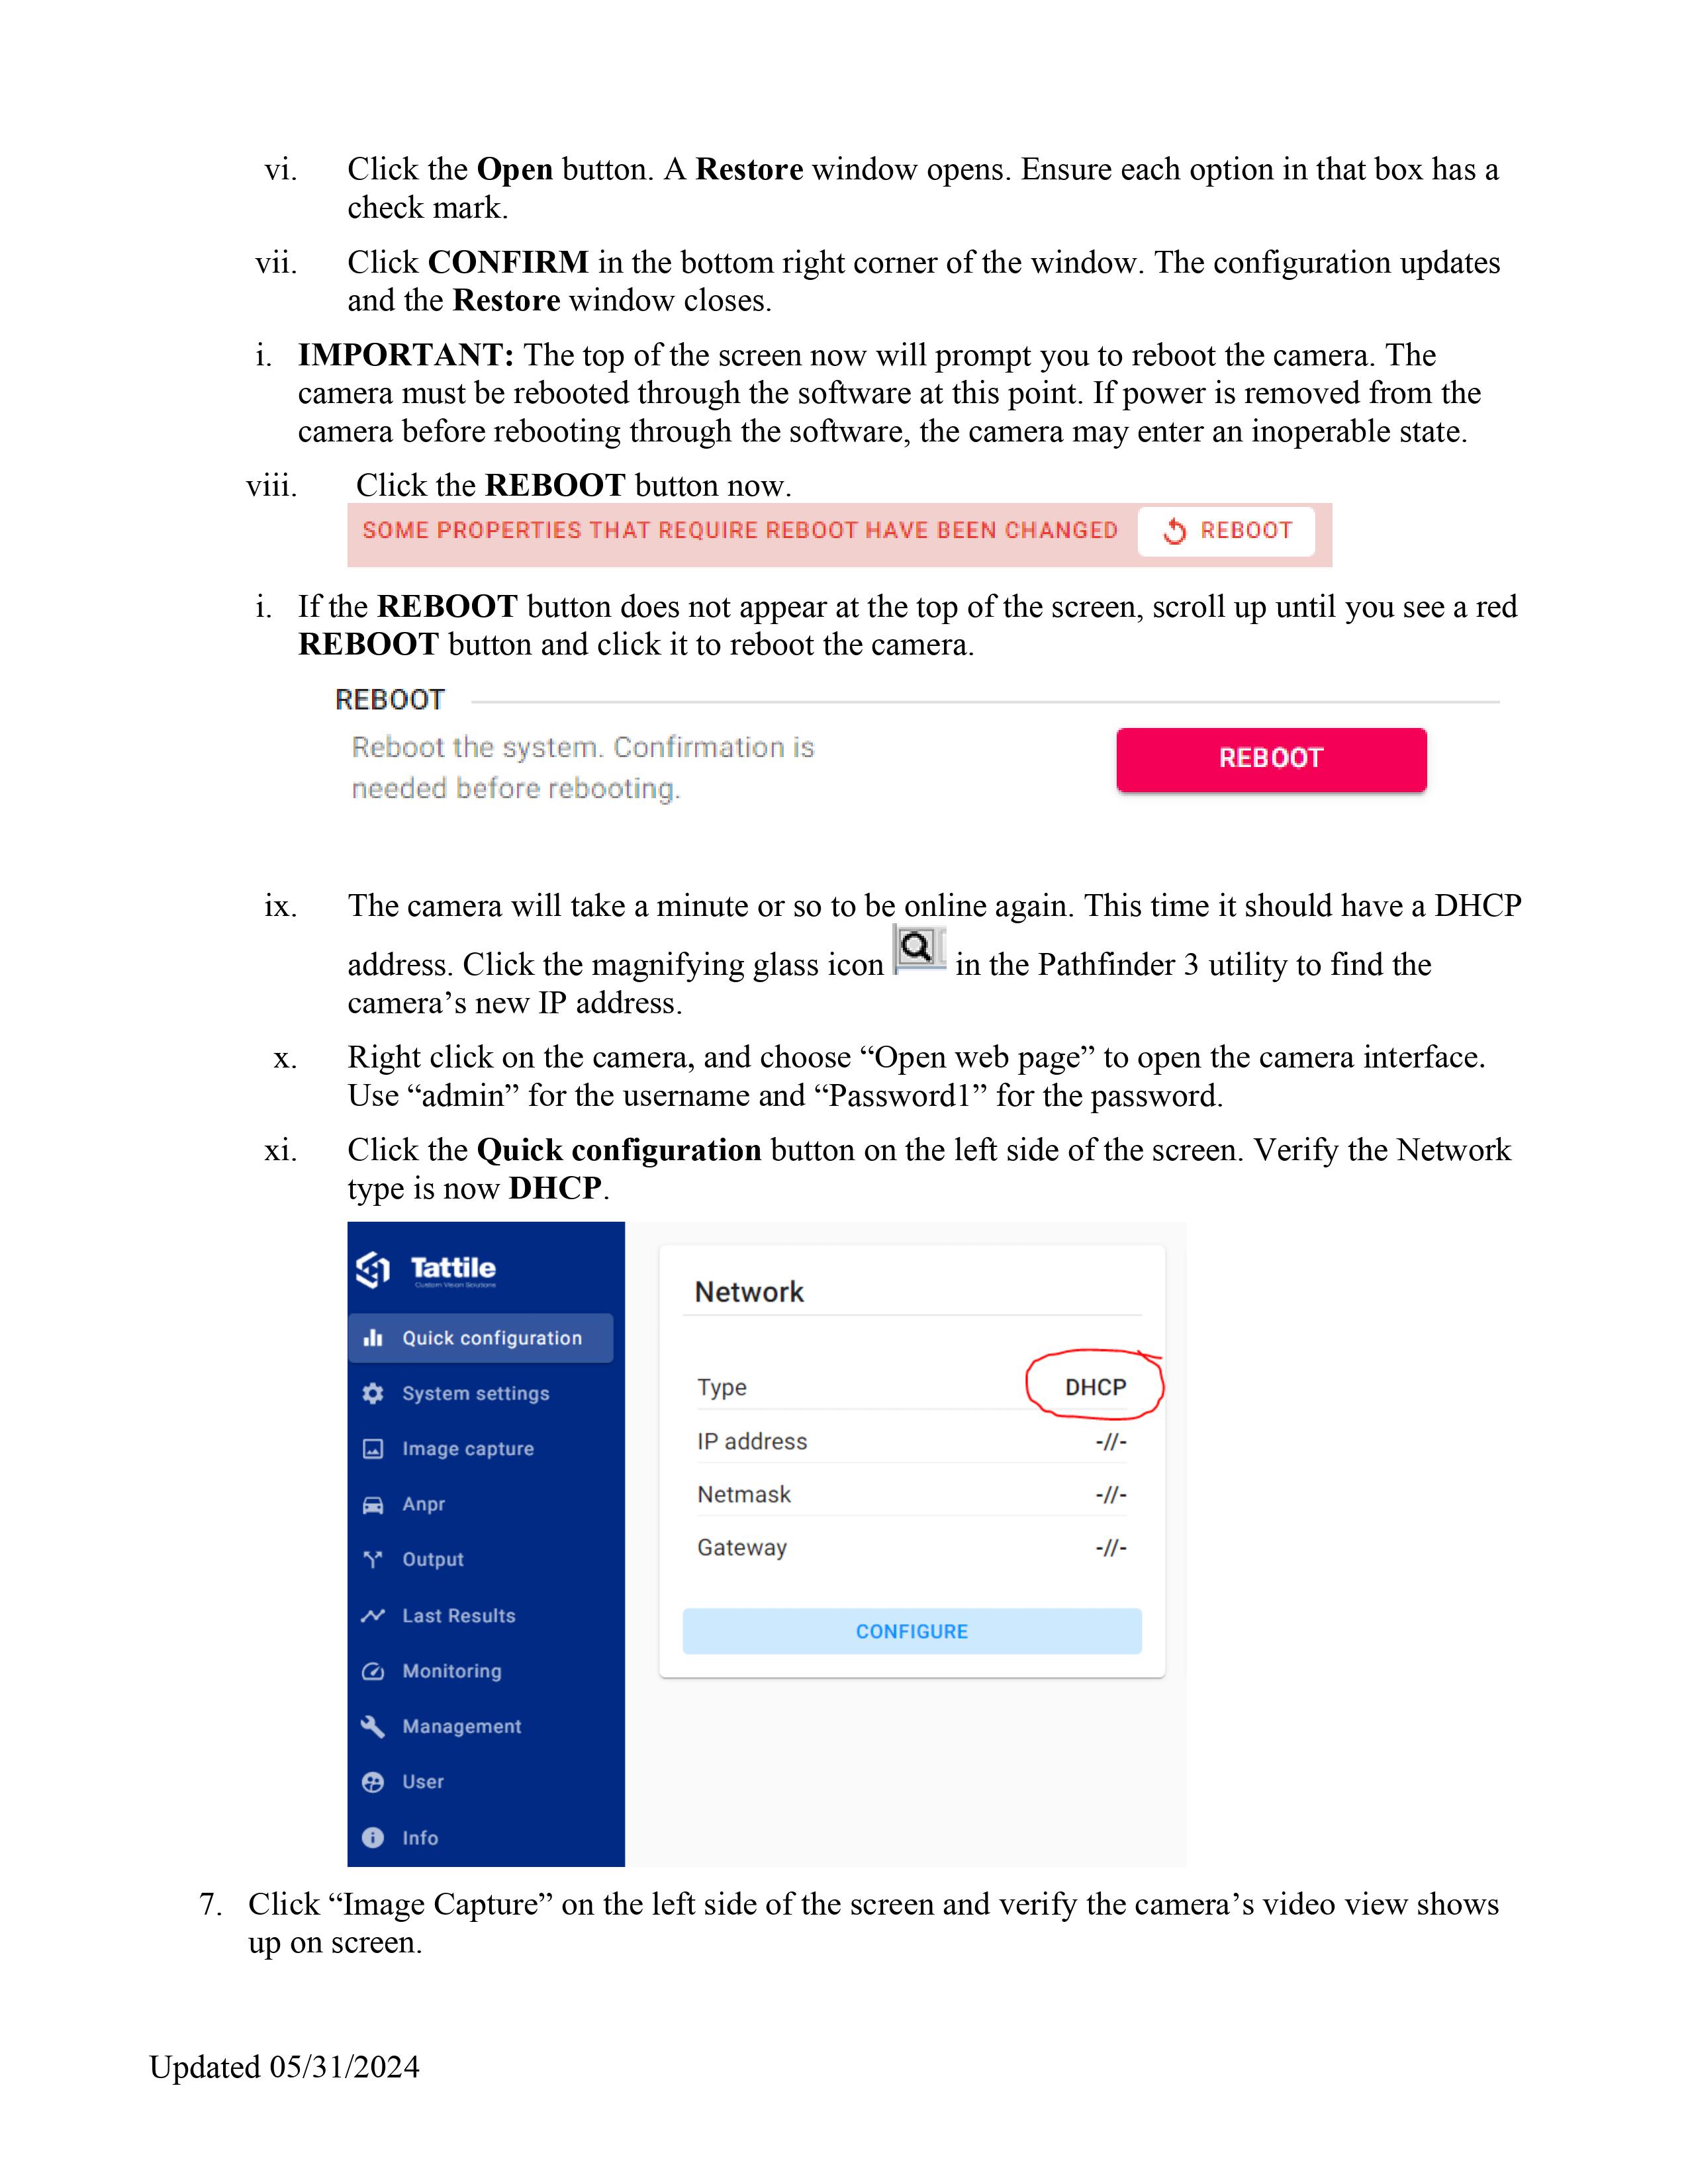 vi. Click the Open button. A Restore window opens. Ensure each option in that box has a
check mark.
vii. Click CONFIRM in the bottom right corner of the window. The configuration updates
and the Restore window closes.
i. IMPORTANT: The top of the screen now will prompt you to reboot the camera. The
camera must be rebooted through the software at this point. If power is removed from the
camera before rebooting through the software, the camera may enter an inoperable state.
viii. Click the REBOOT button now.
SOME PROPERTIES THAT REQUIRE REBOOT HAVE BEEN CHANGED REBOOT
i. If the REBOOT button does not appear at the top of the screen, scroll up until you see a red
REBOOT button and click it to reboot the camera.
REBOOT
Reboot the system. Confirmation is
needed before rebooting.
REBOOT
ix. The camera will take a minute or so to be online again. This time it should have a DHCP
address. Click the magnifying glass icon in the Pathfinder 3 utility to find the
camera’s new IP address.
x. Right click on the camera, and choose “Open web page” to open the camera interface.
Use “admin” for the username and “Password1” for the password.
xi. Click the Quick configuration button on the left side of the screen. Verify the Network
type is now DHCP.
Tattile
Custom Vision Solutions
Quick configuration
System settings
Image capture
Anpr
Output
Last Results
Monitoring
Management
User
Info
Network
Type DHCP
IP address -//-
Netmask -//-
Gateway -//-
CONFIGURE
7. Click “Image Capture” on the left side of the screen and verify the camera’s video view shows
up on screen.
Updated 05/31/2024